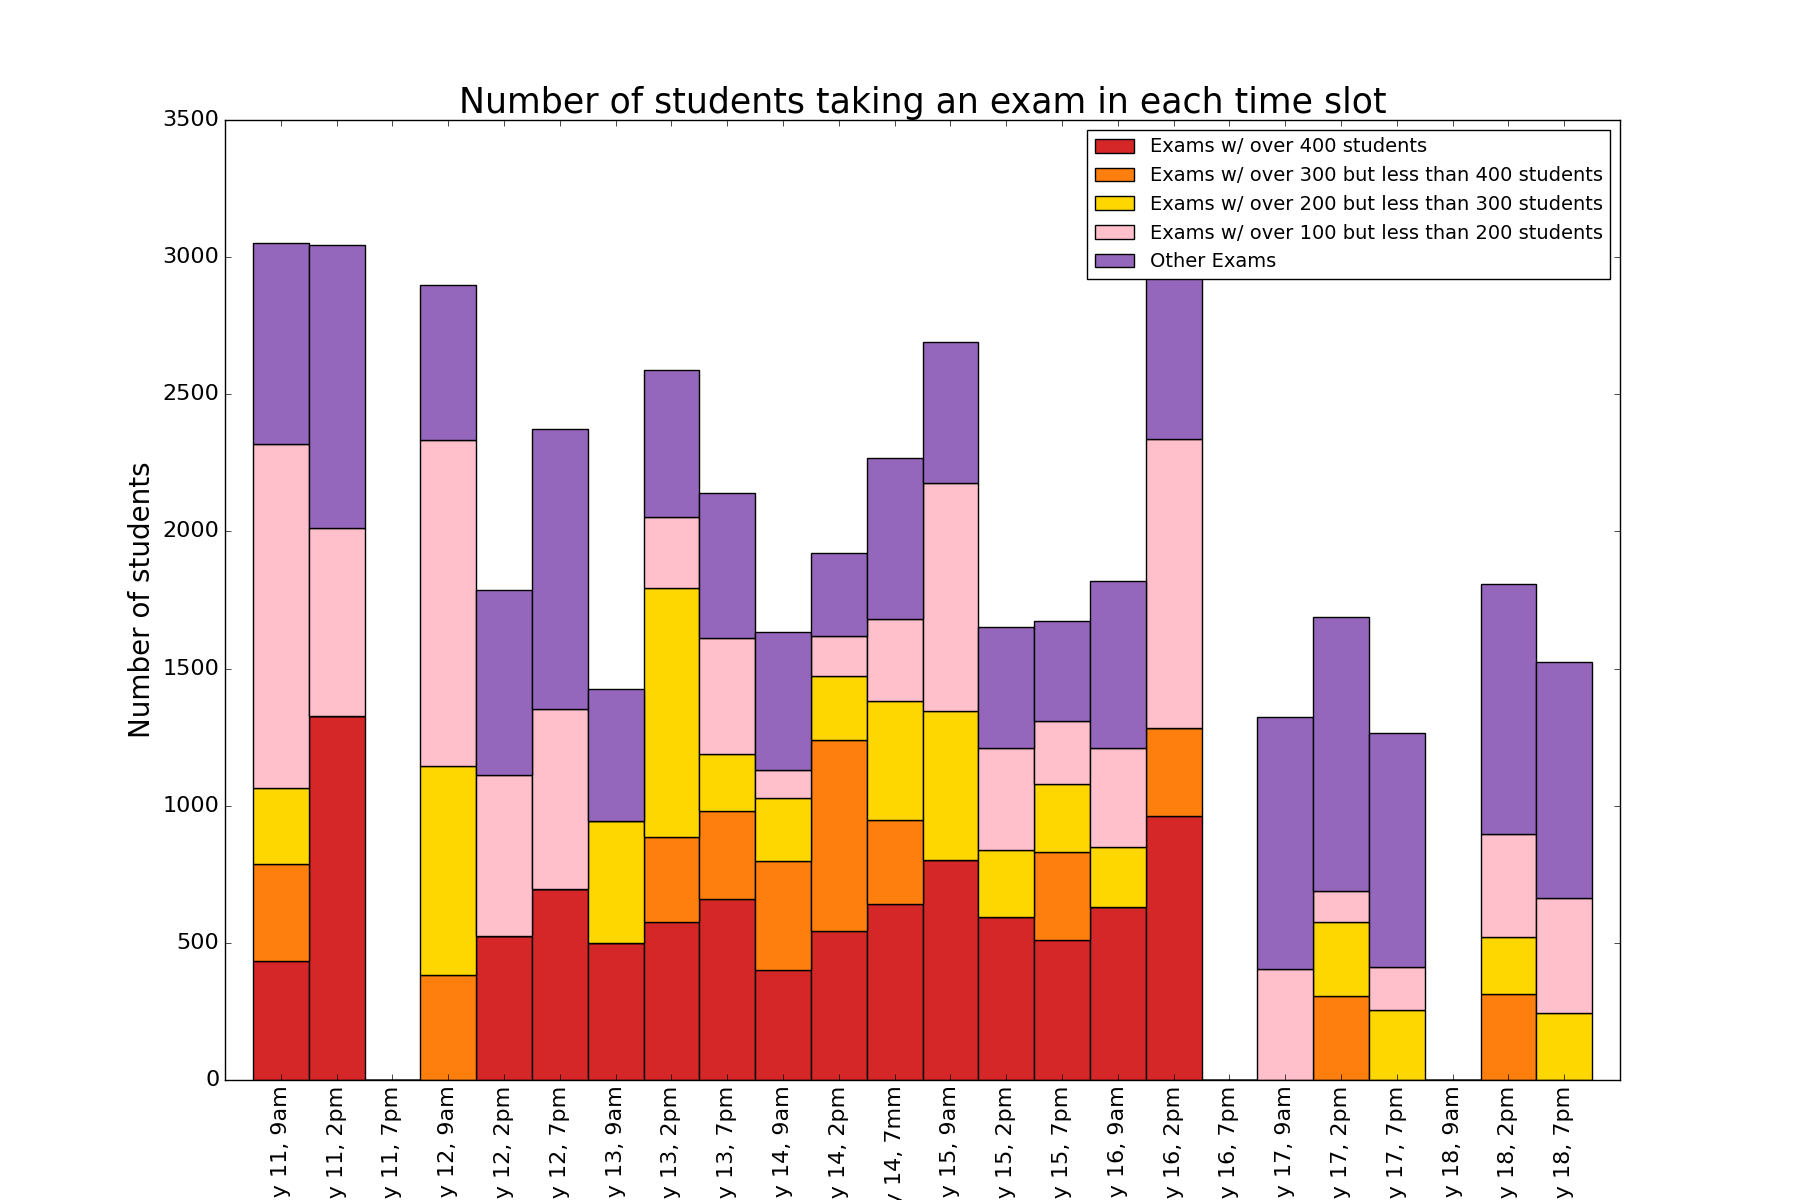 Number of students taking an exam in each time slot
3500
3000
2500
2000
1500
1000
500
0
Number of students
Exams w/ over 400 students
Exams w/ over 300 but less than 400 students
Exams w/ over 200 but less than 300 students
Exams w/ over 100 but less than 200 students
Other Exams
y 11, 9am
y 11, 2pm
y 11, 7pm
y 12, 9am
y 12, 2pm
y 12, 7pm
y 13, 9am
y 13, 2pm
y 13, 7pm
y 14, 9am
y 14, 2pm
y 14, 7mm
y 15, 9am
y 15, 2pm
y 15, 7pm
y 16, 9am
y 16, 2pm
y 16, 7pm
y 17, 9am
y 17, 2pm
y 17, 7pm
y 18, 9am
y 18, 2pm
y 18, 7pm